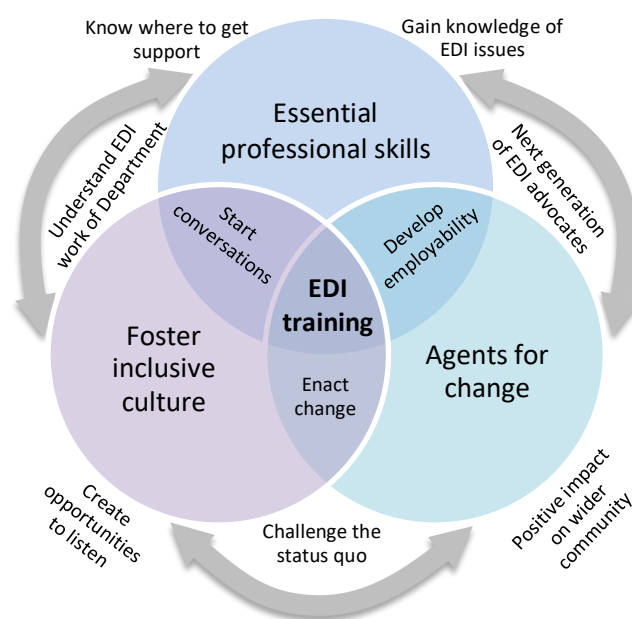 Know where to get
support
Gain knowledge of
EDI issues
Essential
professional skills
Understand EDI
work of Department
Next generation
of EDI advocates
Start
conversations
Develop
employability
EDI
training
Foster
inclusive
culture
Agents for
change
Enact
change
Create
opportunities
to listen
Challenge the
status quo
Positive impact
on wider
community